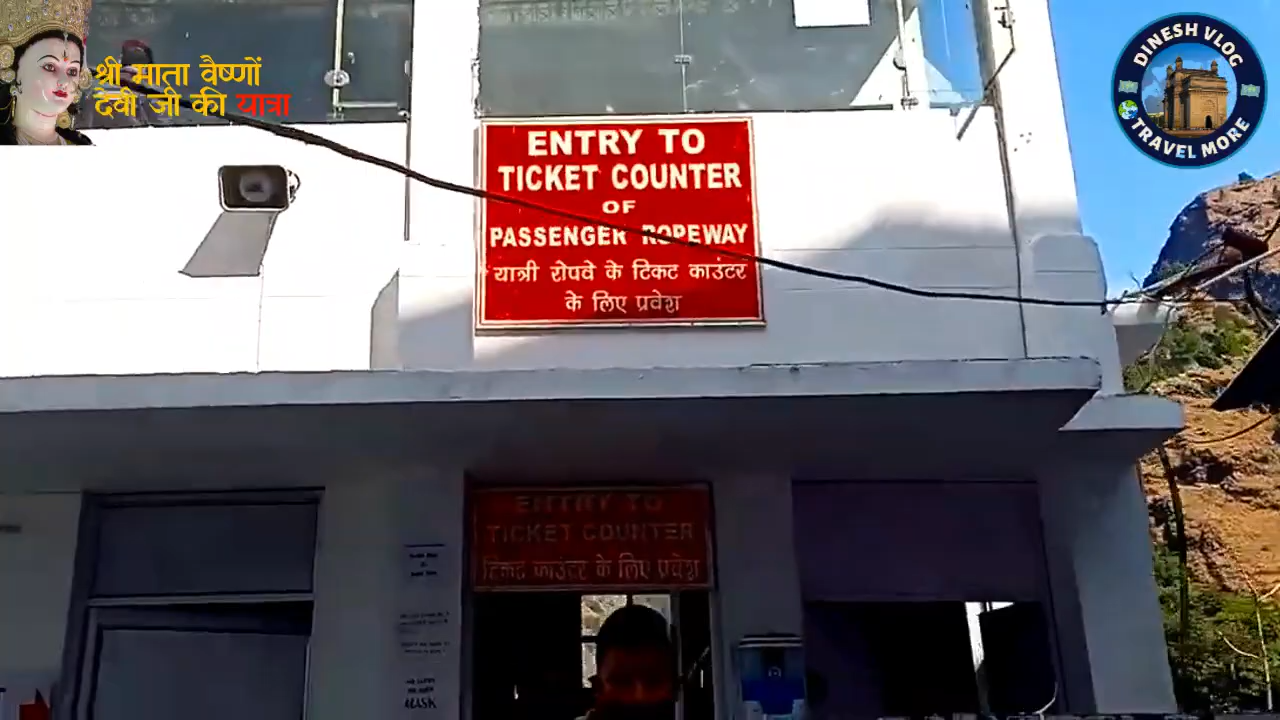 श्री माता वैष्णों
देवी जी की यात्रा
DINESH VLOG
TRAVEL MORE
ENTRY TO
TICKET COUNTER
OF
PASSENGER ROPEWAY
यात्री रोपवे के टिकट काउंटर
के लिए प्रवेश
ENTRY TO
TICKET COUNTER
टिकट काउंटर के लिए प्रवेश
MASK